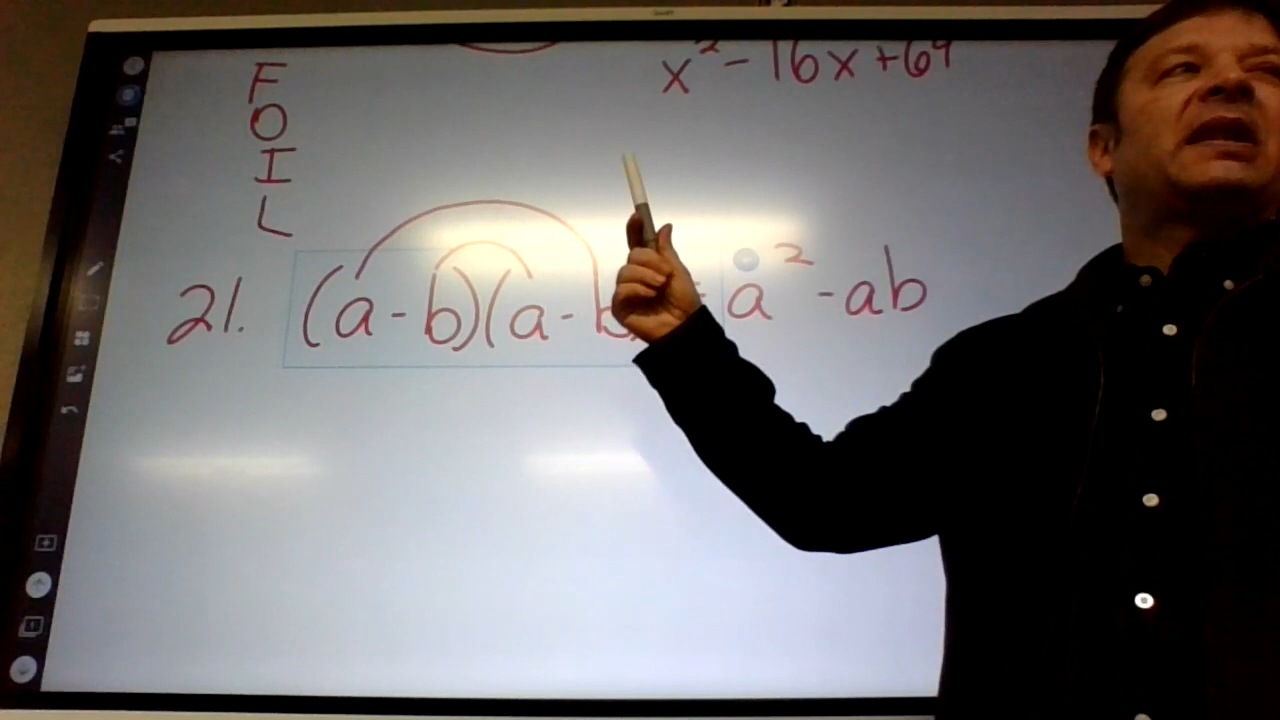 x² - 16x + 64
F
O
I
L
21. (a - b)(a - b) = a² - ab